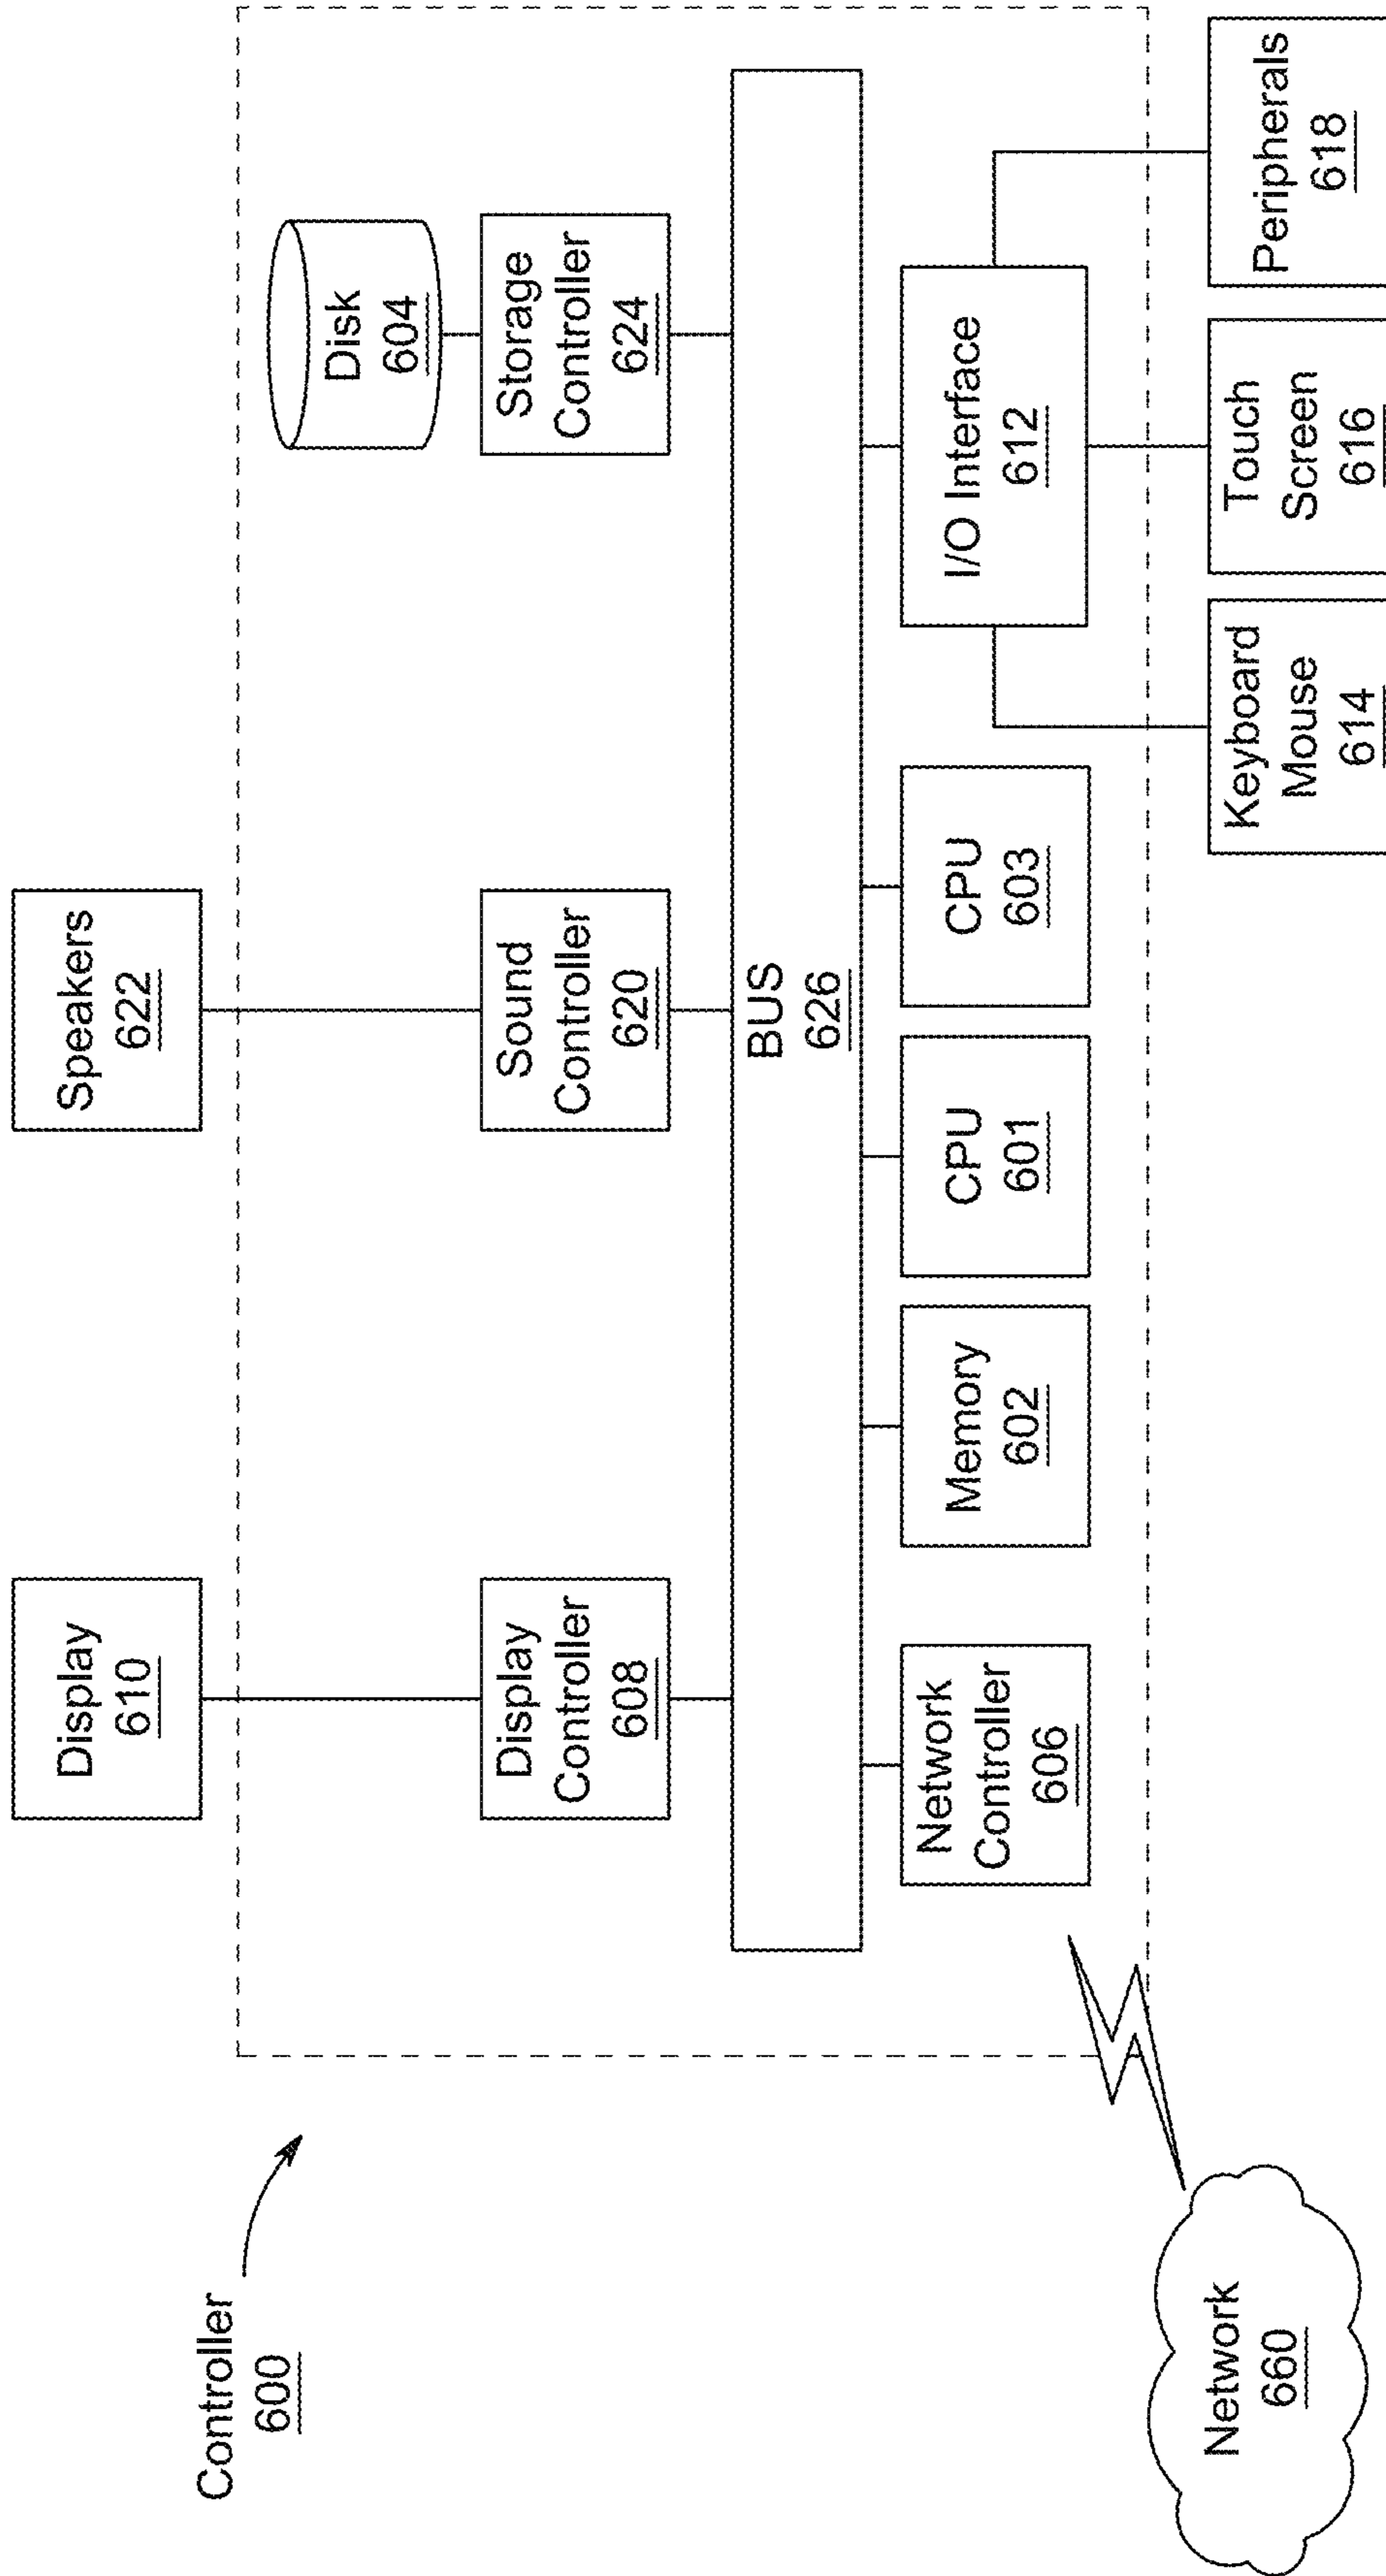 Controller
600
Display
610
Speakers
622
Disk
604
Display
Controller
608
Sound
Controller
620
Storage
Controller
624
BUS
626
Network
Controller
606
Memory
602
CPU
601
CPU
603
I/O Interface
612
Network
660
Keyboard
Mouse
614
Touch
Screen
616
Peripherals
618